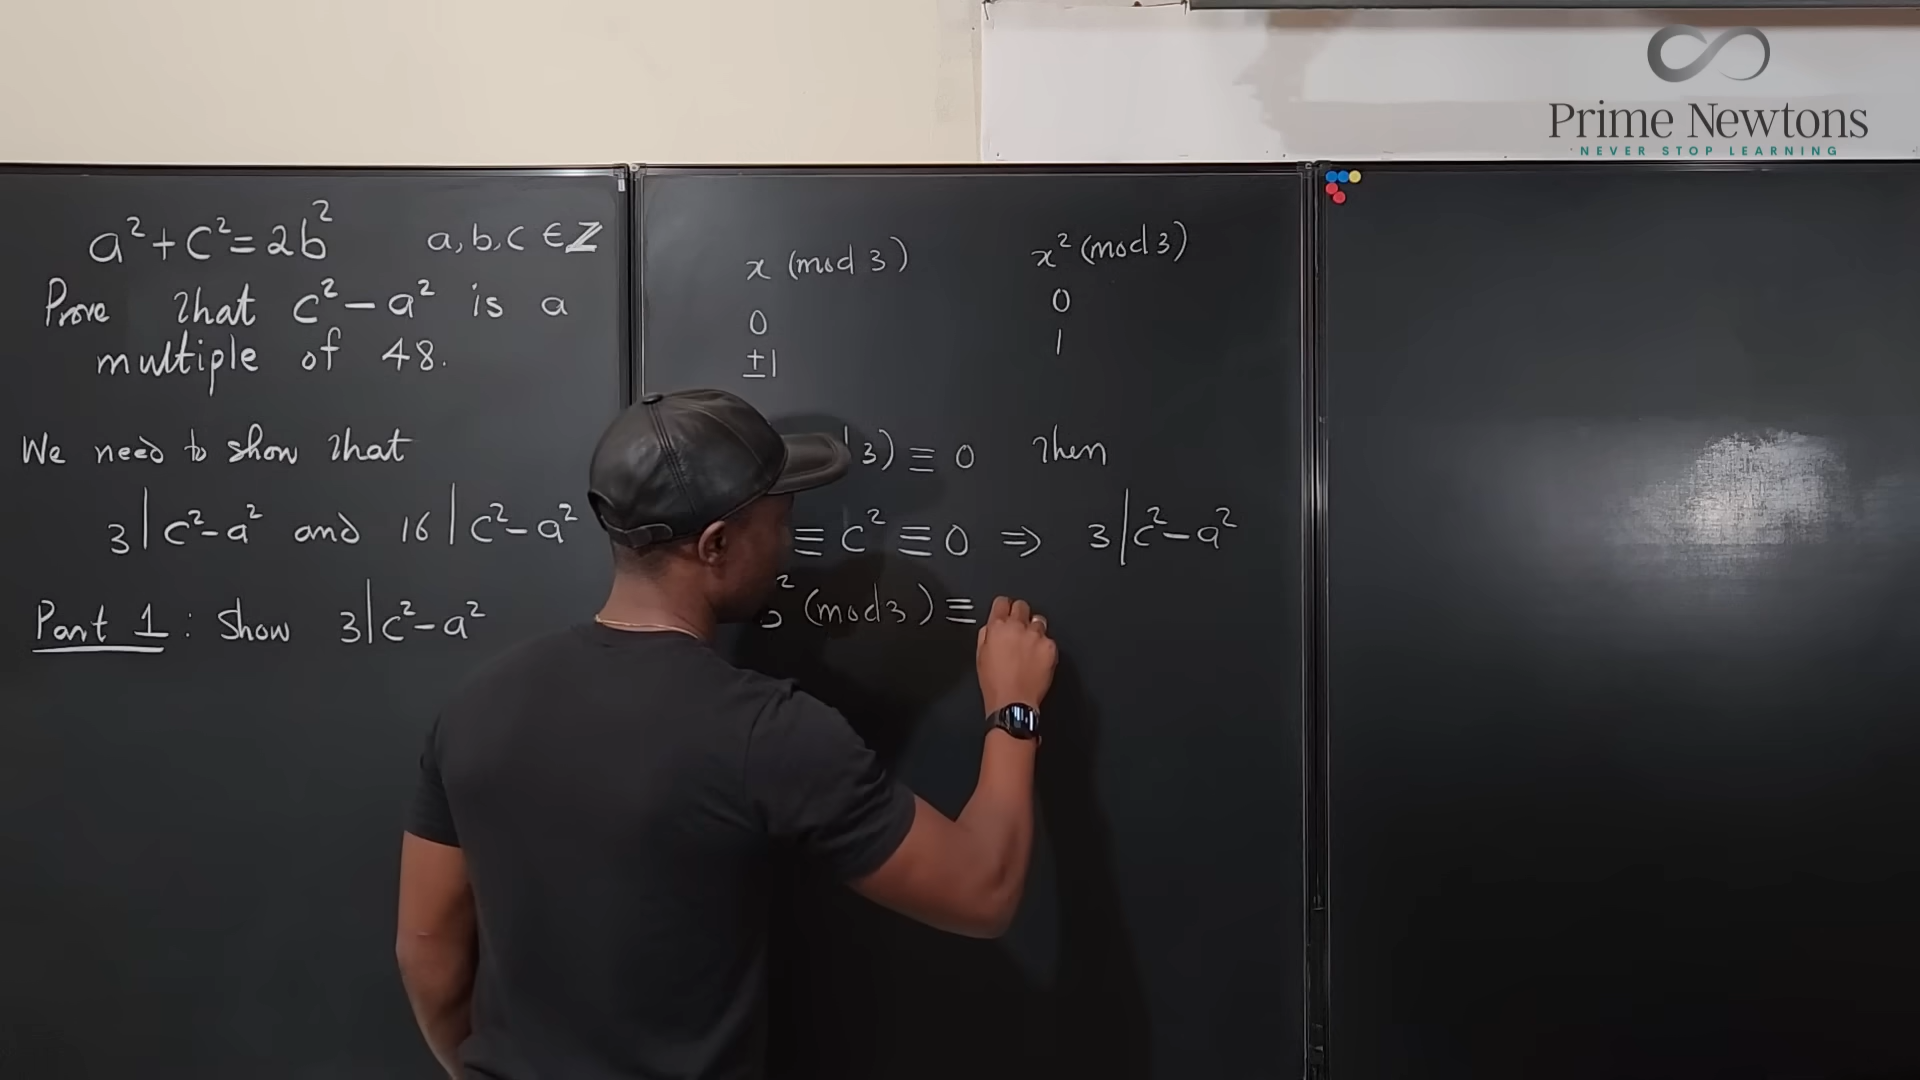 Prime Newtons
NEVER STOP LEARNING
a² + c² = 2b² a, b, c ∈ ℤ
Prove that c² - a² is a
multiple of 48.
We need to show that
3 | c² - a² and 16 | c² - a²
Part 1: Show 3 | c² - a²
x (mod 3) x² (mod 3)
0 0
±1 1
3) ≡ 0 then
≡ c² ≡ 0 ⇒ 3 | c² - a²
² (mod 3) ≡